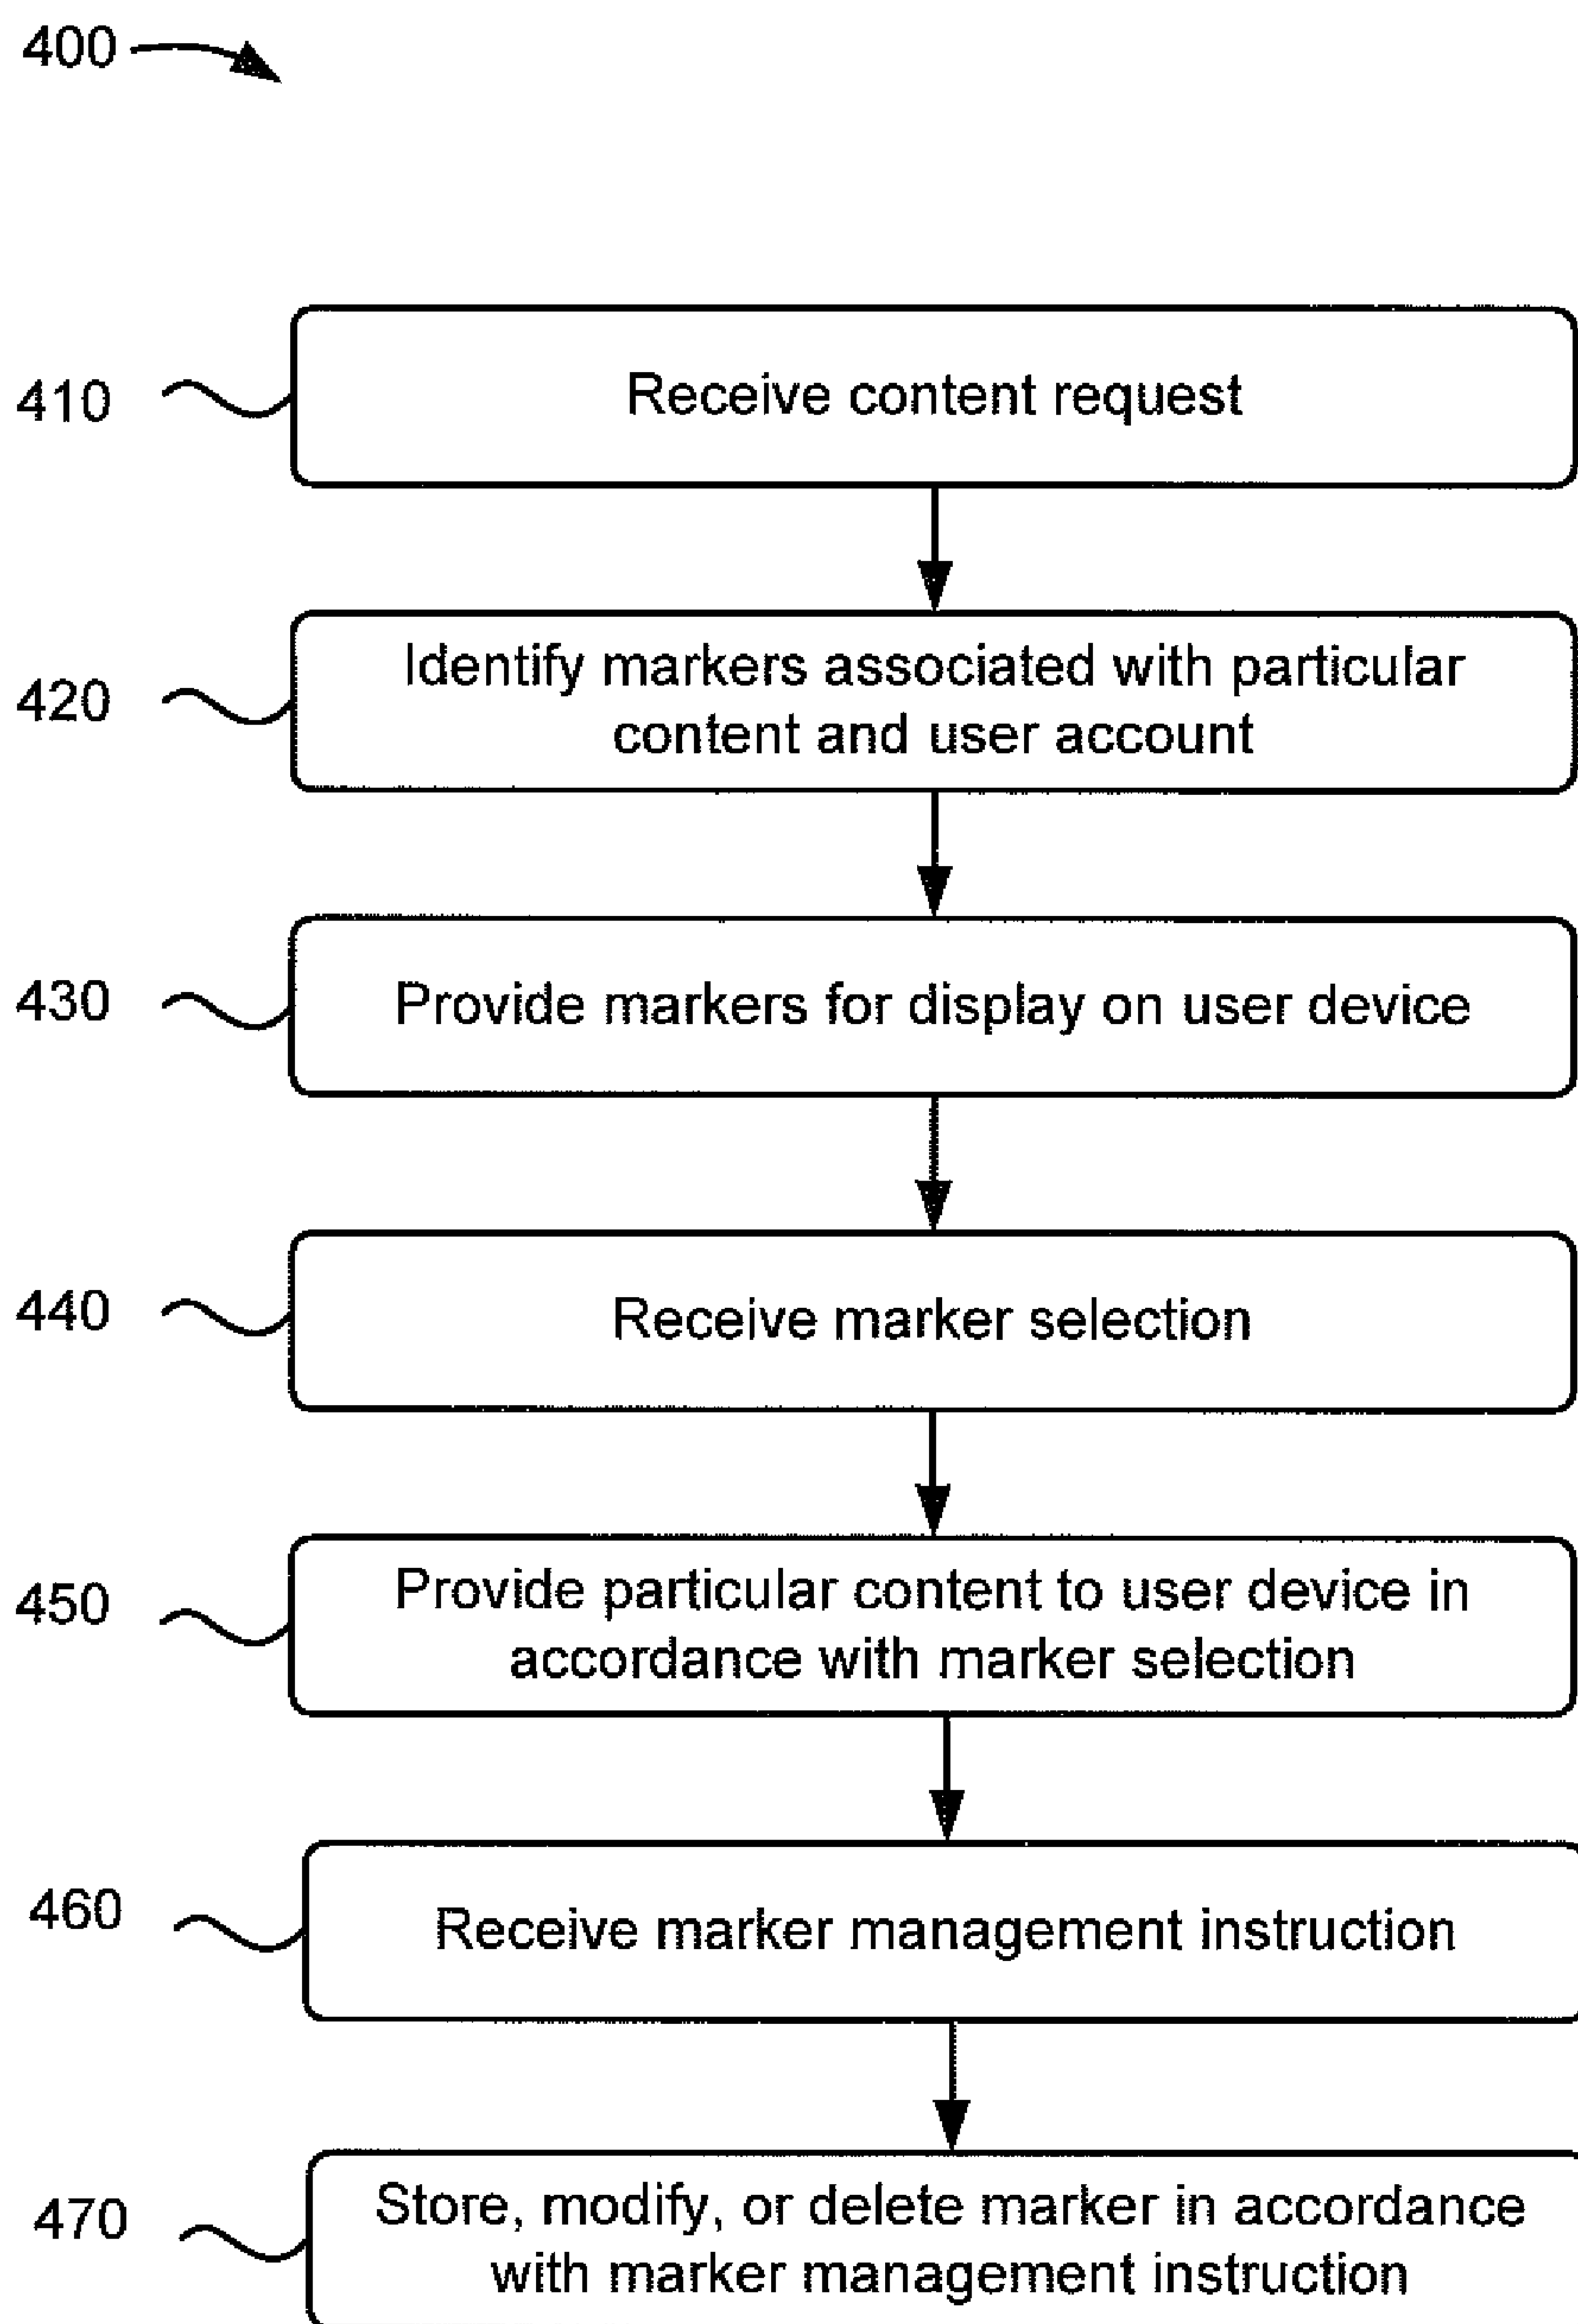 400
410
Receive content request
420
Identify markers associated with particular
content and user account
430
Provide markers for display on user device
440
Receive marker selection
450
Provide particular content to user device in
accordance with marker selection
460
Receive marker management instruction
470
Store, modify, or delete marker in accordance
with marker management instruction